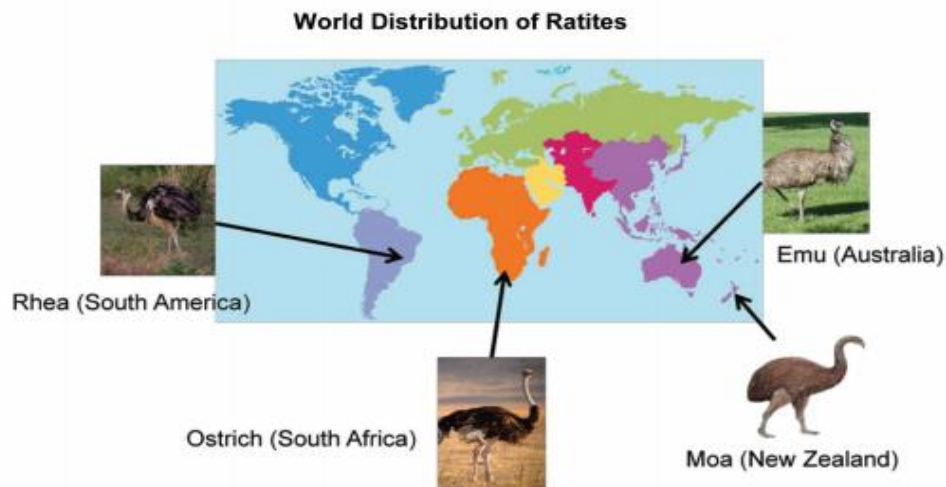 World Distribution of Ratites
Emu (Australia)
Rhea (South America)
Ostrich (South Africa)
Moa (New Zealand)